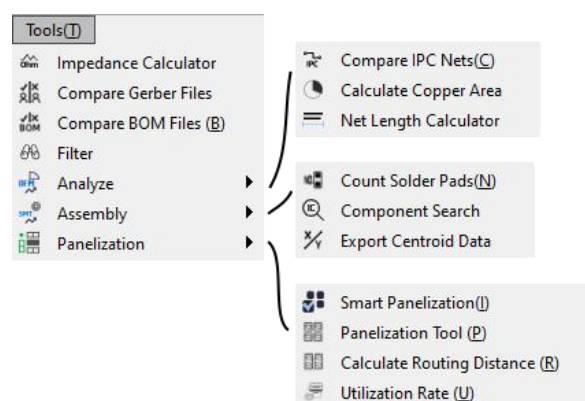 Tools(T)
Impedance Calculator
Compare Gerber Files
Compare BOM Files (B)
Filter
Analyze
Assembly
Panelization
Compare IPC Nets(C)
Calculate Copper Area
Net Length Calculator
Count Solder Pads(N)
Component Search
Export Centroid Data
Smart Panelization(I)
Panelization Tool (P)
Calculate Routing Distance (R)
Utilization Rate (U)